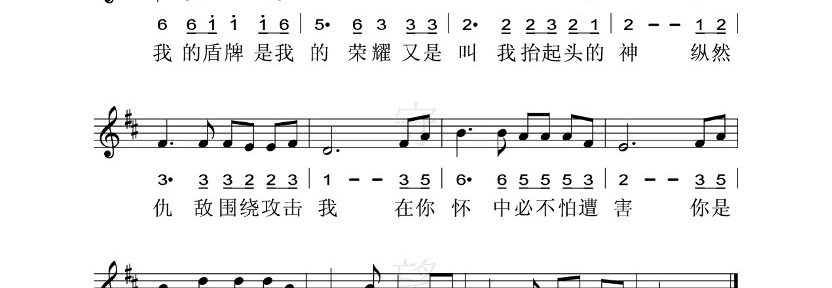 6 6 i i i 6 | 5• 6 3 3 3 | 2• 2 2 3 2 1 | 2 – – 1 2 |
我 的盾牌 是我 的 荣耀 又是 叫 我抬起头的 神 纵然
3• 3 3 2 2 3 | 1 – – 3 5 | 6• 6 5 5 5 3 | 2 – – 3 5 |
仇 敌围绕攻击 我 在你 怀 中必不怕遭 害 你是